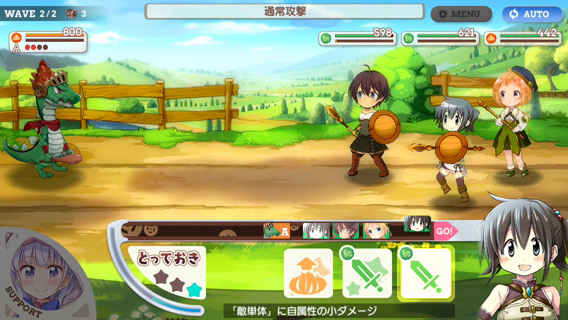 WAVE 2/2 3
通常攻撃
MENU
AUTO
800
A
598
621
442
A
GO!
とっておき
SUPPORT
「敵単体」に自属性の小ダメージ